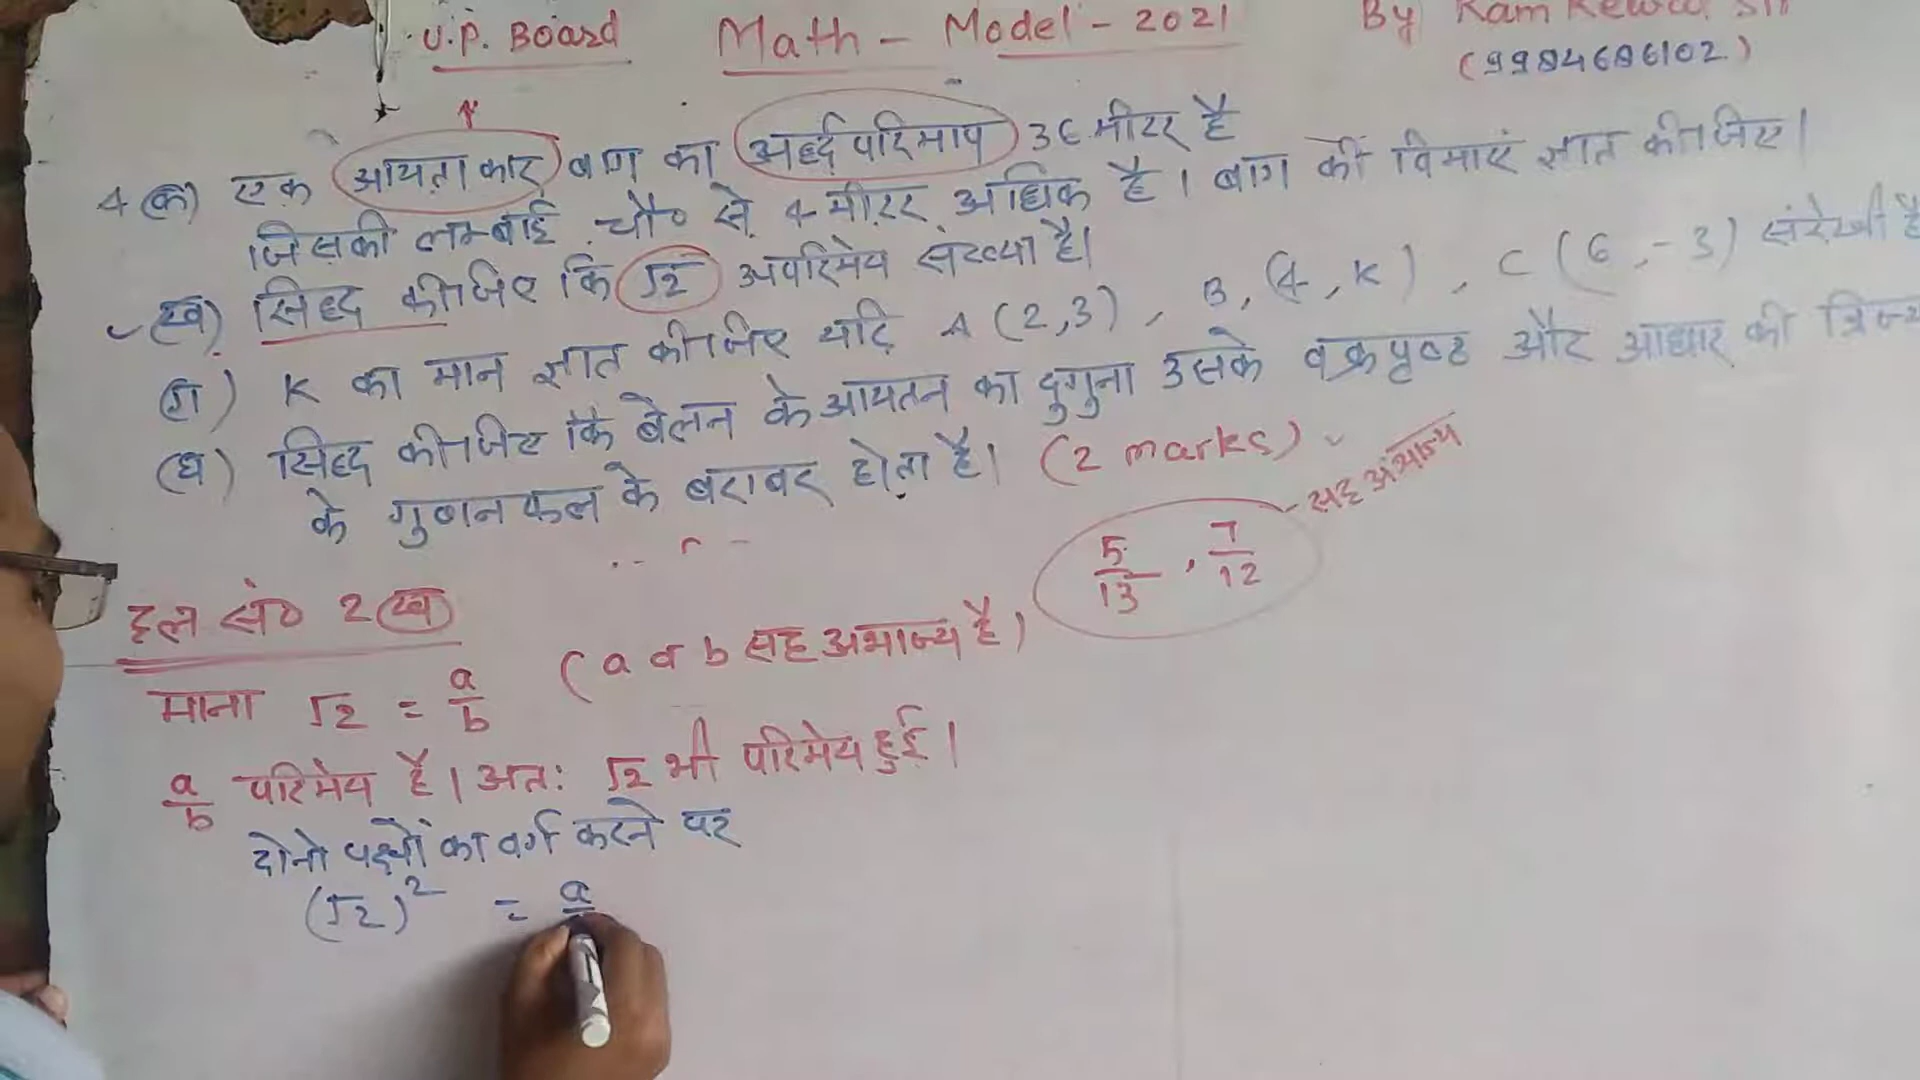 U.P. Board Math - Model - 2021 By Ram
(9984686102)
4 (क) एक आयताकार बाग का अर्ध्दपरिमाप 36 मीटर है
जिसकी लम्बाई चौ० से 4 मीटर अधिक है। बाग की विमाएं ज्ञात कीजिए।
(ख) सिध्द कीजिए कि √2 अपरिमेय संख्या है।
(ग) K का मान ज्ञात कीजिए यदि A (2,3), B, (4, K), C (6, -3) संरेखी है
(घ) सिध्द कीजिए कि बेलन के आयतन का दुगुना उसके वक्रपृष्ठ और आधार की त्रिज्य
के गुणनफल के बराबर होता है। (2 marks)
5/13, 7/12 - सह अभाज्य
हल सं० 2 (ख)
माना √2 = a/b (a व b सह अभाज्य है)
a/b परिमेय है। अतः √2 भी परिमेय हुई।
दोनो पक्षों का वर्ग करने पर
(√2)² = a